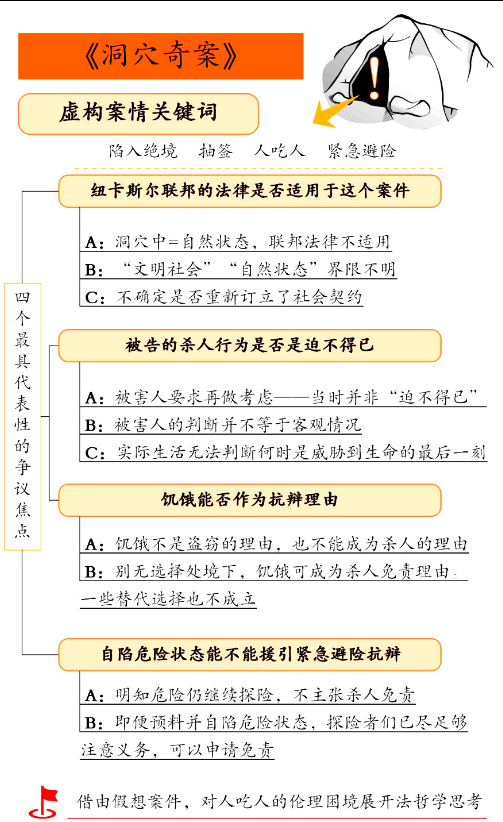 《洞穴奇案》
虚构案情关键词
陷入绝境 抽签 人吃人 紧急避险
四个最具代表性的争议焦点
纽卡斯尔联邦的法律是否适用于这个案件
A：洞穴中=自然状态，联邦法律不适用
B：“文明社会”“自然状态”界限不明
C：不确定是否重新订立了社会契约
被告的杀人行为是否是迫不得已
A：被害人要求再做考虑——当时并非“迫不得已”
B：被害人的判断并不等于客观情况
C：实际生活无法判断何时是威胁到生命的最后一刻
饥饿能否作为抗辩理由
A：饥饿不是盗窃的理由，也不能成为杀人的理由
B：别无选择处境下，饥饿可成为杀人免责理由
一些替代选择也不成立
自陷危险状态能不能援引紧急避险抗辩
A：明知危险仍继续探险，不主张杀人免责
B：即便预料并自陷危险状态，探险者们已尽足够
注意义务，可以申请免责
借由假想案件，对人吃人的伦理困境展开法哲学思考